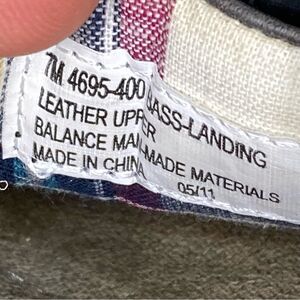 7M 4695-400 BASS-LANDING
LEATHER UPPER
BALANCE MAN-MADE MATERIALS
MADE IN CHINA 05/11